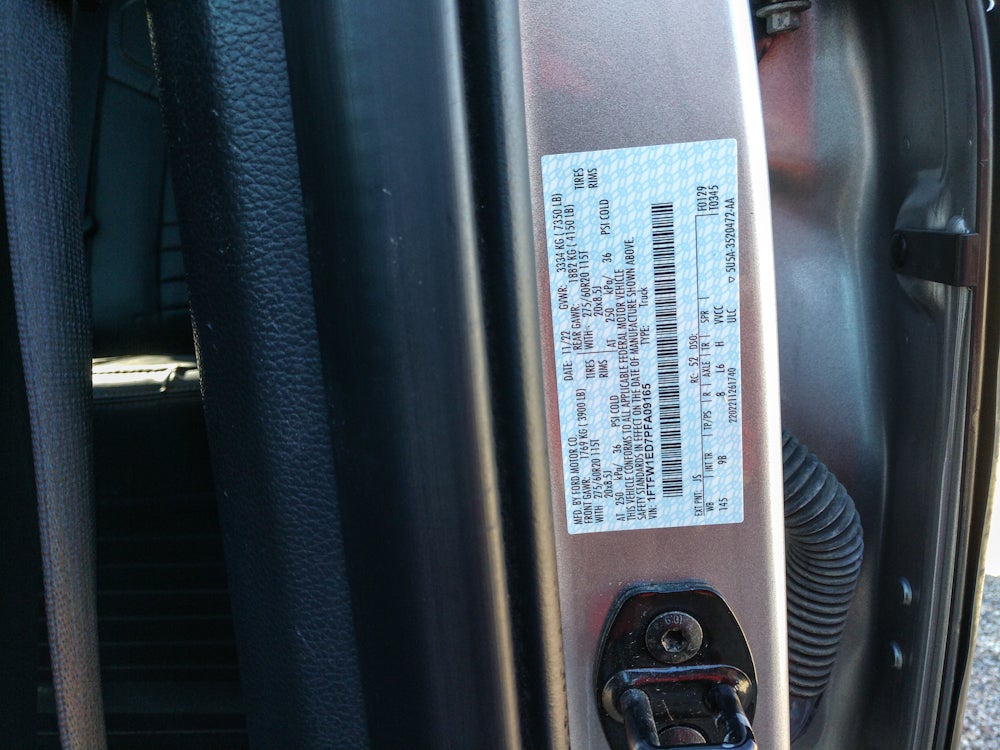 MFD. BY FORD MOTOR CO. DATE: 11/22 GVWR: 3334 KG ( 7350 LB)
FRONT GAWR: 1769 KG ( 3900 LB) REAR GAWR: 1882 KG ( 4150 LB)
WITH 275/60R20 115T TIRES WITH 275/60R20 115T TIRES
20x8.5J RIMS 20x8.5J RIMS
AT 250 kPa/ 36 PSI COLD AT 250 kPa/ 36 PSI COLD
THIS VEHICLE CONFORMS TO ALL APPLICABLE FEDERAL MOTOR VEHICLE
SAFETY STANDARDS IN EFFECT ON THE DATE OF MANUFACTURE SHOWN ABOVE.
VIN: 1FTFW1ED7PFA09165 TYPE: Truck
EXT PNT: JS RC: 52 DSO: F0129
WB INT TR TP/PS R AXLE TR SPR T0345
145 9B 8 L6 H VVCC
2202211261740 ULC ▽ 5U5A-3520472-AA